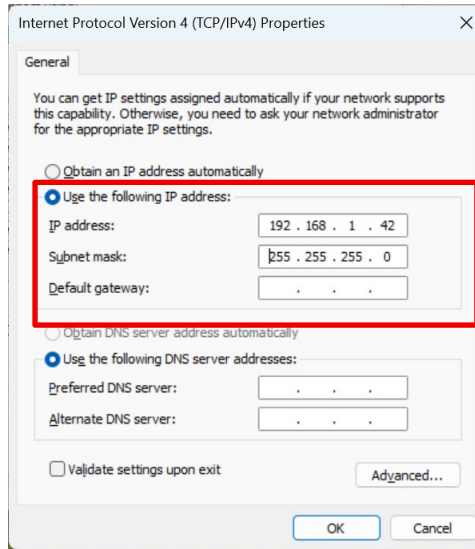 Internet Protocol Version 4 (TCP/IPv4) Properties
General
You can get IP settings assigned automatically if your network supports
this capability. Otherwise, you need to ask your network administrator
for the appropriate IP settings.
Obtain an IP address automatically
Use the following IP address:
IP address: 192 . 168 . 1 . 42
Subnet mask: 255 . 255 . 255 . 0
Default gateway: . . .
Obtain DNS server address automatically
Use the following DNS server addresses:
Preferred DNS server: . . .
Alternate DNS server: . . .
Validate settings upon exit
Advanced...
OK Cancel